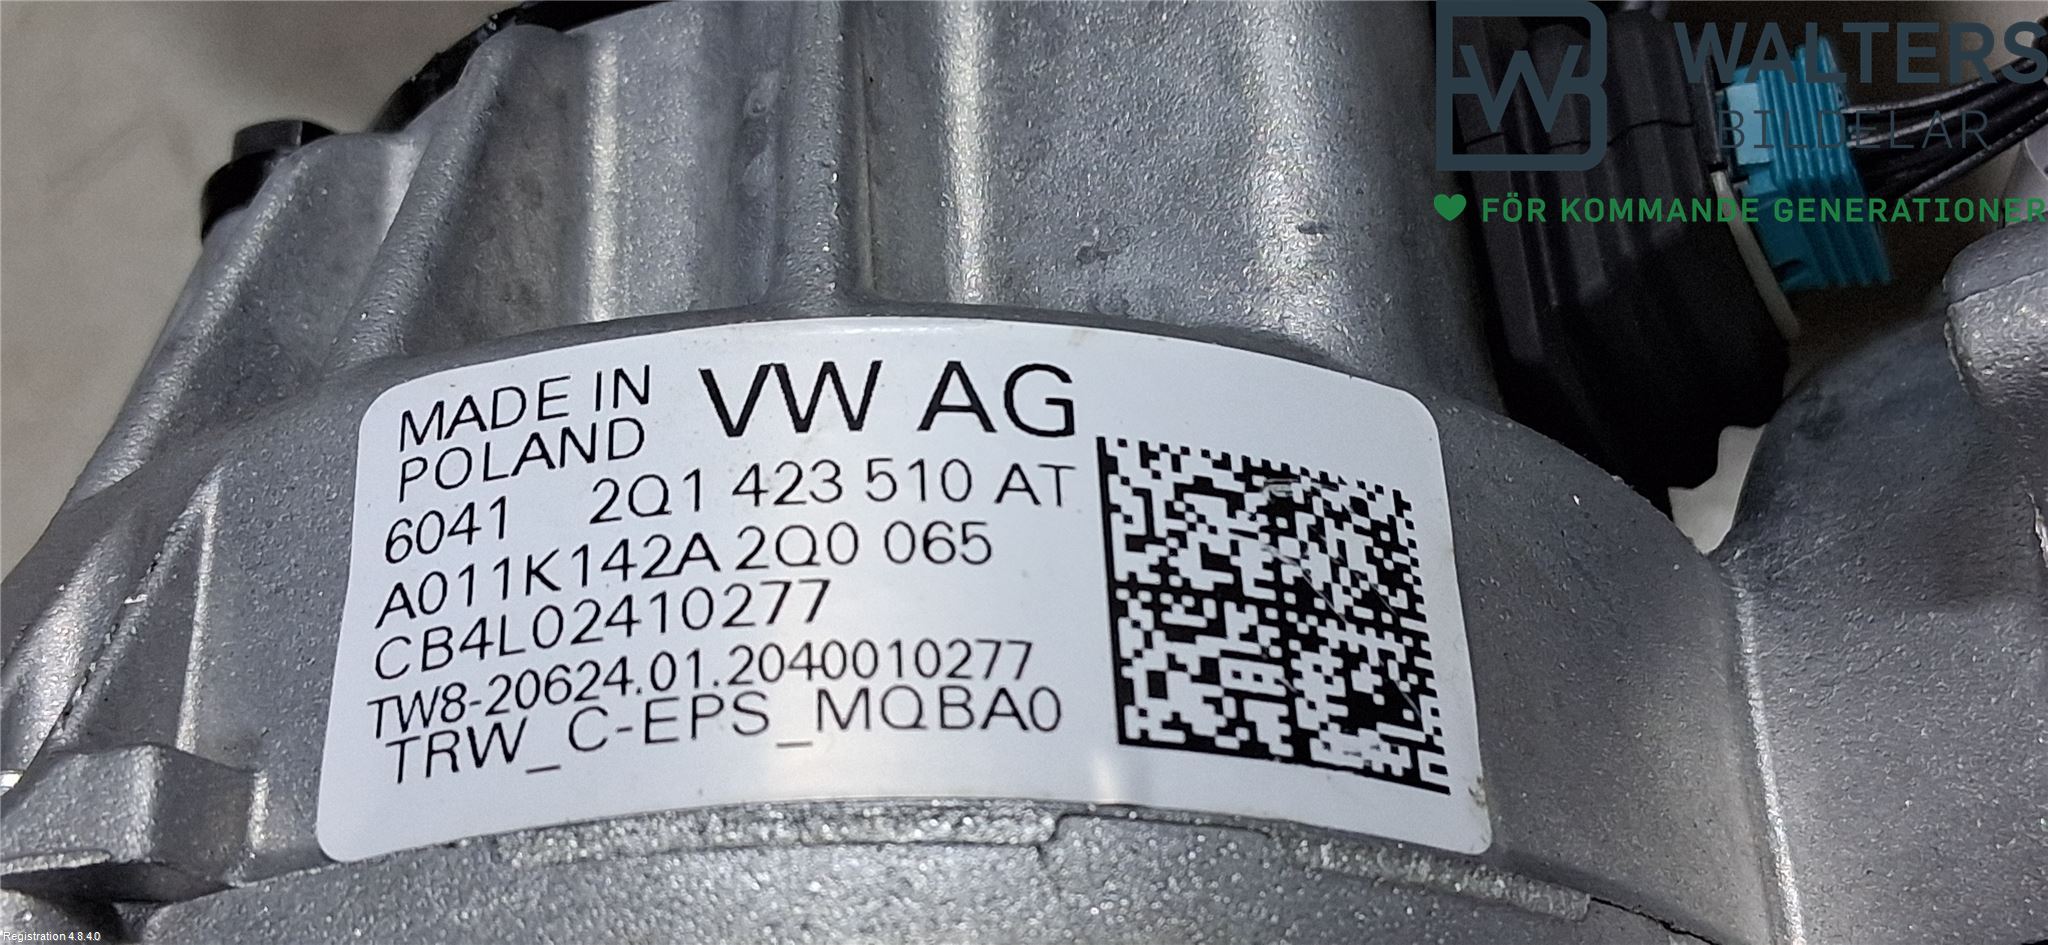 WALTERS
BILDELAR
FÖR KOMMANDE GENERATIONER
MADE IN
POLAND
VW AG
6041 2Q1 423 510 AT
A011K142A 2Q0 065
CB4L02410277
TW8-20624.01.2040010277
TRW_C-EPS_MQBA0
Registration 4.8.4.0